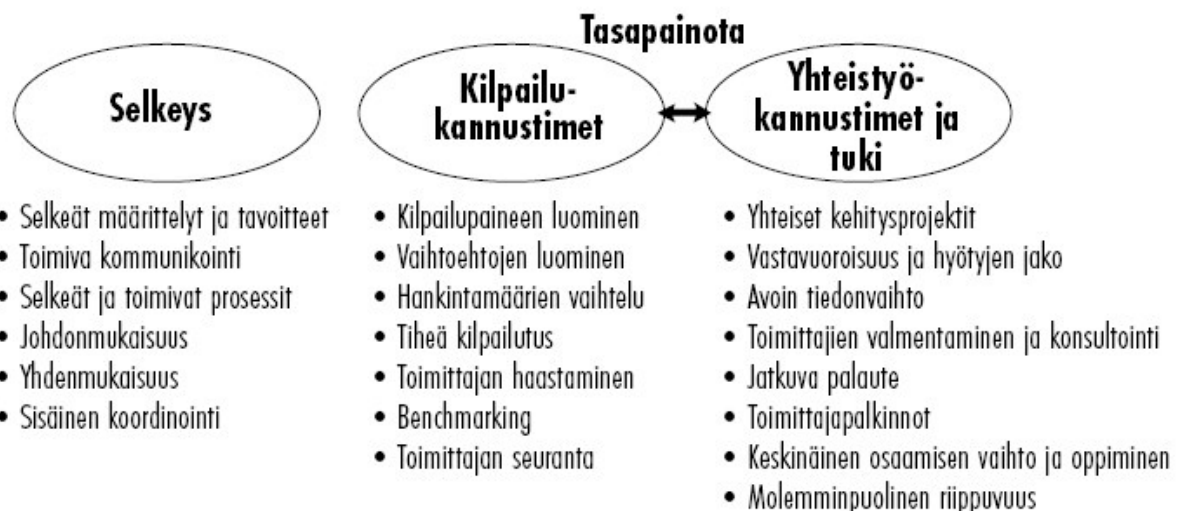 Tasapainota
Selkeys
Kilpailu-
kannustimet
Yhteistyö-
kannustimet ja
tuki
• Selkeät määrittelyt ja tavoitteet
• Toimiva kommunikointi
• Selkeät ja toimivat prosessit
• Johdonmukaisuus
• Yhdenmukaisuus
• Sisäinen koordinointi
• Kilpailupaineen luominen
• Vaihtoehtojen luominen
• Hankintamäärien vaihtelu
• Tiheä kilpailutus
• Toimittajan haastaminen
• Benchmarking
• Toimittajan seuranta
• Yhteiset kehitysprojektit
• Vastavuoroisuus ja hyötyjen jako
• Avoin tiedonvaihto
• Toimittajien valmentaminen ja konsultointi
• Jatkuva palaute
• Toimittajapalkinnot
• Keskinäinen osaamisen vaihto ja oppiminen
• Molemminpuolinen riippuvuus